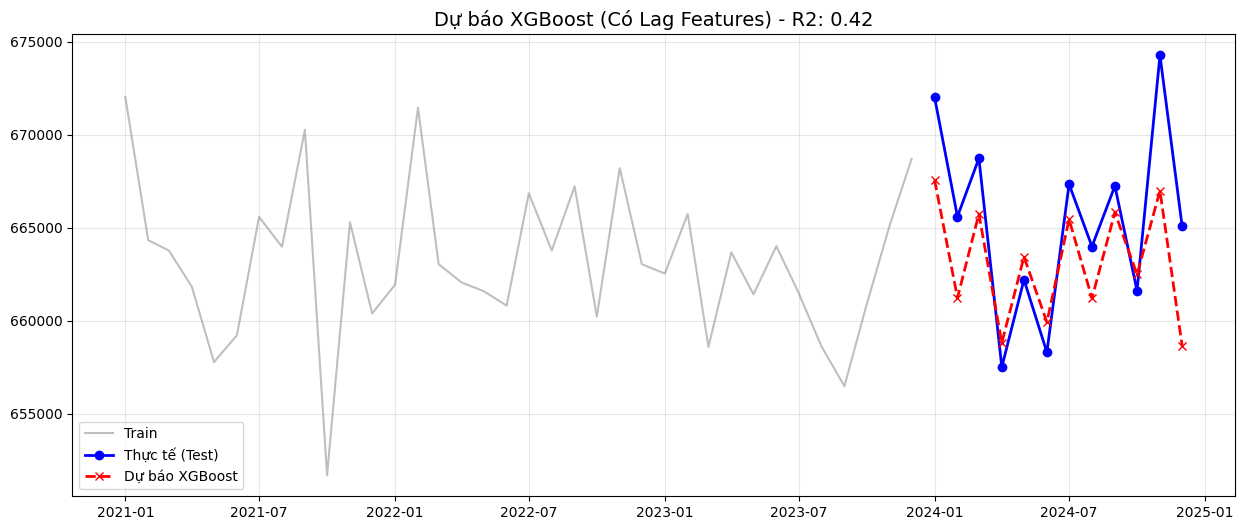 Dự báo XGBoost (Có Lag Features) - R2: 0.42
675000
670000
665000
660000
655000
Train
Thực tế (Test)
Dự báo XGBoost
2021-01 2021-07 2022-01 2022-07 2023-01 2023-07 2024-01 2024-07 2025-01